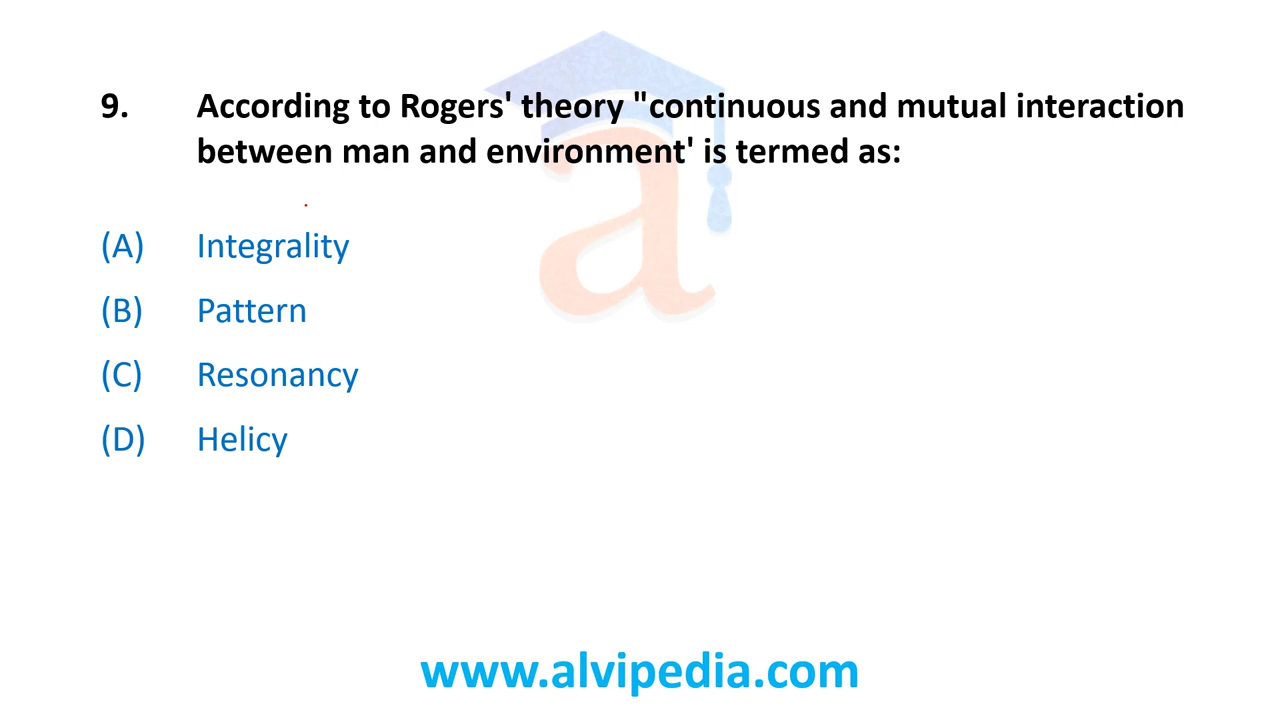 9. According to Rogers' theory "continuous and mutual interaction
between man and environment' is termed as:
(A) Integrality
(B) Pattern
(C) Resonancy
(D) Helicy
a
www.alvipedia.com